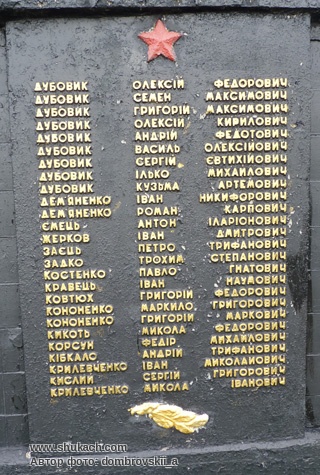 ДУБОВИК ОЛЕКСІЙ ФЕДОРОВИЧ
ДУБОВИК СЕМЕН МАКСИМОВИЧ
ДУБОВИК ГРИГОРІЙ МАКСИМОВИЧ
ДУБОВИК ОЛЕКСІЙ КИРИЛОВИЧ
ДУБОВИК АНДРІЙ ФЕДОТОВИЧ
ДУБОВИК ВАСИЛЬ ОЛЕКСІЙОВИЧ
ДУБОВИК СЕРГІЙ ЄВТИХІЙОВИЧ
ДУБОВИК ІЛЬКО МИХАЙЛОВИЧ
ДУБОВИК КУЗЬМА АРТЕМОВИЧ
ДЕМ'ЯНЕНКО ІВАН НИКИФОРОВИЧ
ДЕМ'ЯНЕНКО РОМАН КАРПОВИЧ
ЄМЕЦЬ АНТОН ІЛАРІОНОВИЧ
ЖЕРКОВ ІВАН ДМИТРОВИЧ
ЗАЄЦЬ ПЕТРО ТРИФАНОВИЧ
ЗАДКО ТРОХИМ СТЕПАНОВИЧ
КОСТЕНКО ПАВЛО ГНАТОВИЧ
КРАВЕЦЬ ІВАН НАУМОВИЧ
КОВТЮХ ГРИГОРІЙ ФЕДОРОВИЧ
КОНОНЕНКО МАРКИЛО ГРИГОРОВИЧ
КОНОНЕНКО ГРИГОРІЙ МАРКОВИЧ
КИКОТЬ МИКОЛА ФЕДОРОВИЧ
КОРСУН ФЕДІР МИХАЙЛОВИЧ
КІБКАЛО АНДРІЙ ТРИФАНОВИЧ
КРИЛЕВЧЕНКО ІВАН МИКОЛАЙОВИЧ
КИСЛИЙ СЕРГІЙ ГРИГОРОВИЧ
КРИЛЕВЧЕНКО МИКОЛА ІВАНОВИЧ
www.shukach.com
Автор фото: dombrovskii_a